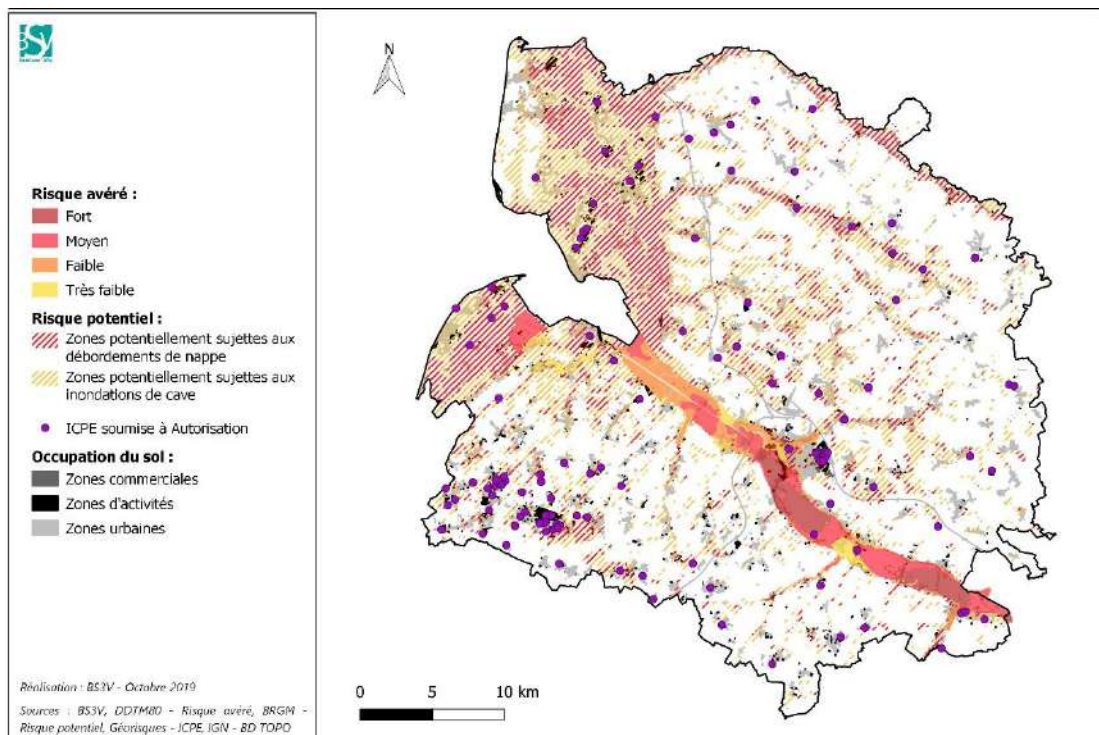 BS3V
N
Risque avéré :
Fort
Moyen
Faible
Très faible
Risque potentiel :
Zones potentiellement sujettes aux
débordements de nappe
Zones potentiellement sujettes aux
inondations de cave
ICPE soumise à Autorisation
Occupation du sol :
Zones commerciales
Zones d'activités
Zones urbaines
Réalisation : BS3V - Octobre 2019
Sources : BS3V, DDTM80 - Risque avéré, BRGM -
Risque potentiel, Géorisques - ICPE, IGN - BD TOPO
0 5 10 km